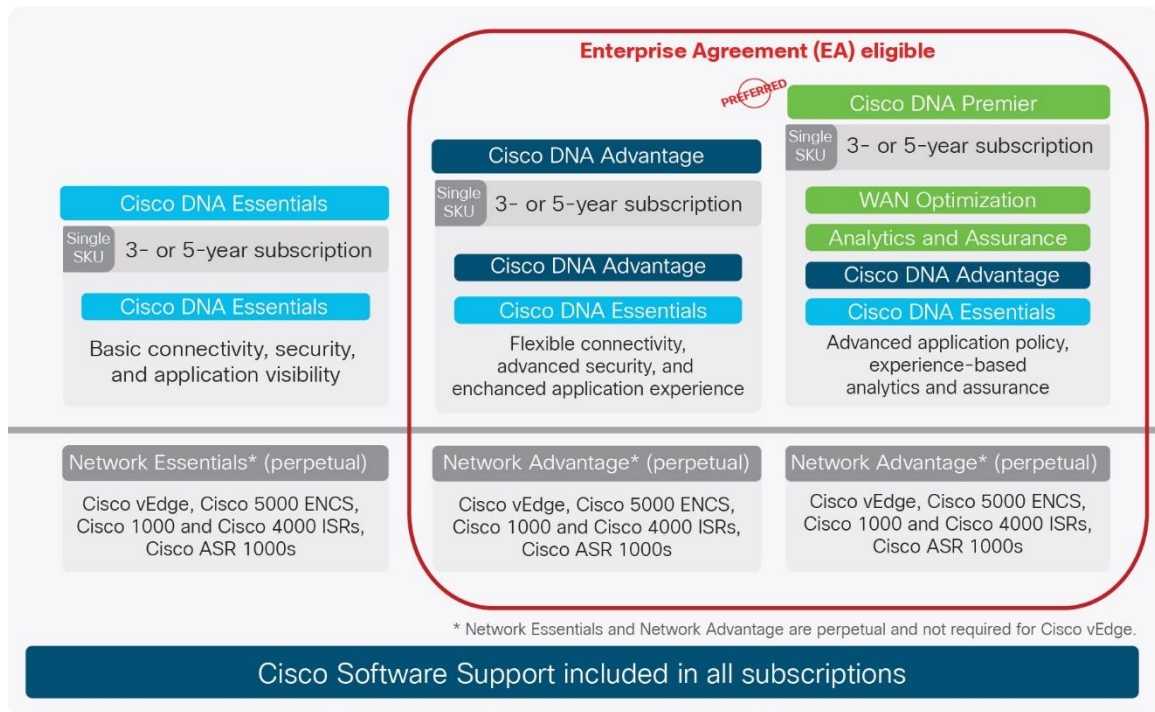 Enterprise Agreement (EA) eligible
Cisco DNA Essentials
Single
SKU
3- or 5-year subscription
Cisco DNA Essentials
Basic connectivity, security,
and application visibility
Cisco DNA Advantage
Single
SKU
3- or 5-year subscription
Cisco DNA Advantage
Cisco DNA Essentials
Flexible connectivity,
advanced security, and
enchanced application experience
PREFERRED
Cisco DNA Premier
Single
SKU
3- or 5-year subscription
WAN Optimization
Analytics and Assurance
Cisco DNA Advantage
Cisco DNA Essentials
Advanced application policy,
experience-based
analytics and assurance
Network Essentials* (perpetual)
Cisco vEdge, Cisco 5000 ENCS,
Cisco 1000 and Cisco 4000 ISRs,
Cisco ASR 1000s
Network Advantage* (perpetual)
Cisco vEdge, Cisco 5000 ENCS,
Cisco 1000 and Cisco 4000 ISRs,
Cisco ASR 1000s
Network Advantage* (perpetual)
Cisco vEdge, Cisco 5000 ENCS,
Cisco 1000 and Cisco 4000 ISRs,
Cisco ASR 1000s
* Network Essentials and Network Advantage are perpetual and not required for Cisco vEdge.
Cisco Software Support included in all subscriptions